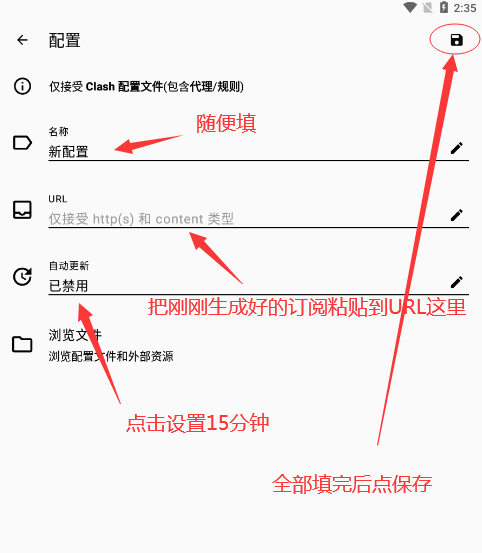 2:35
配置
仅接受 Clash 配置文件(包含代理/规则)
随便填
名称
新配置
URL
仅接受 http(s) 和 content 类型
自动更新
已禁用
把刚刚生成好的订阅粘贴到URL这里
浏览文件
浏览配置文件和外部资源
点击设置15分钟
全部填完后点保存